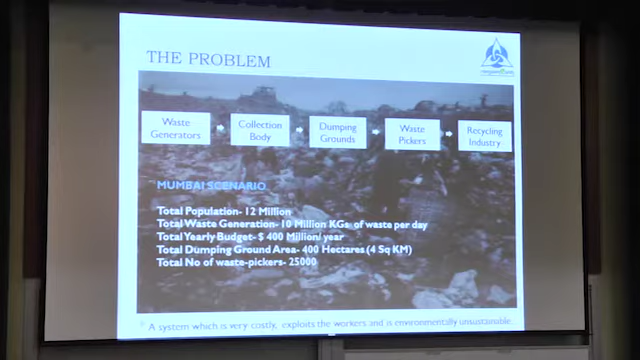 THE PROBLEM
Waste Generators
Collection Body
Dumping Grounds
Waste Pickers
Recycling Industry
MUMBAI SCENARIO
Total Population- 12 Million
Total Waste Generation- 10 Million KGs of waste per day
Total Yearly Budget- $ 400 Million/ year
Total Dumping Ground Area- 400 Hectares (4 Sq KM)
Total No of waste-pickers- 25000
A system which is very costly, exploits the workers and is environmentally unsustainable.